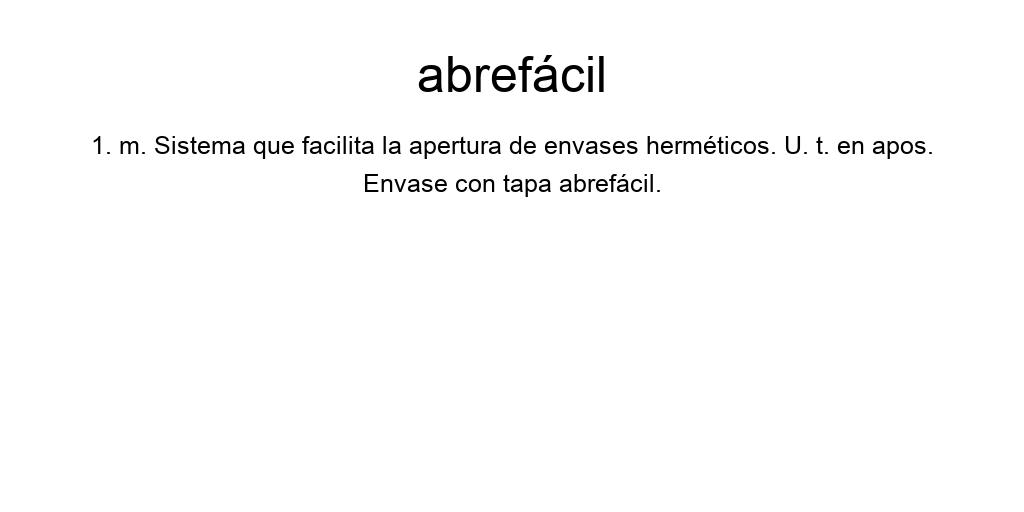 abrefácil
1. m. Sistema que facilita la apertura de envases herméticos. U. t. en apos.
Envase con tapa abrefácil.